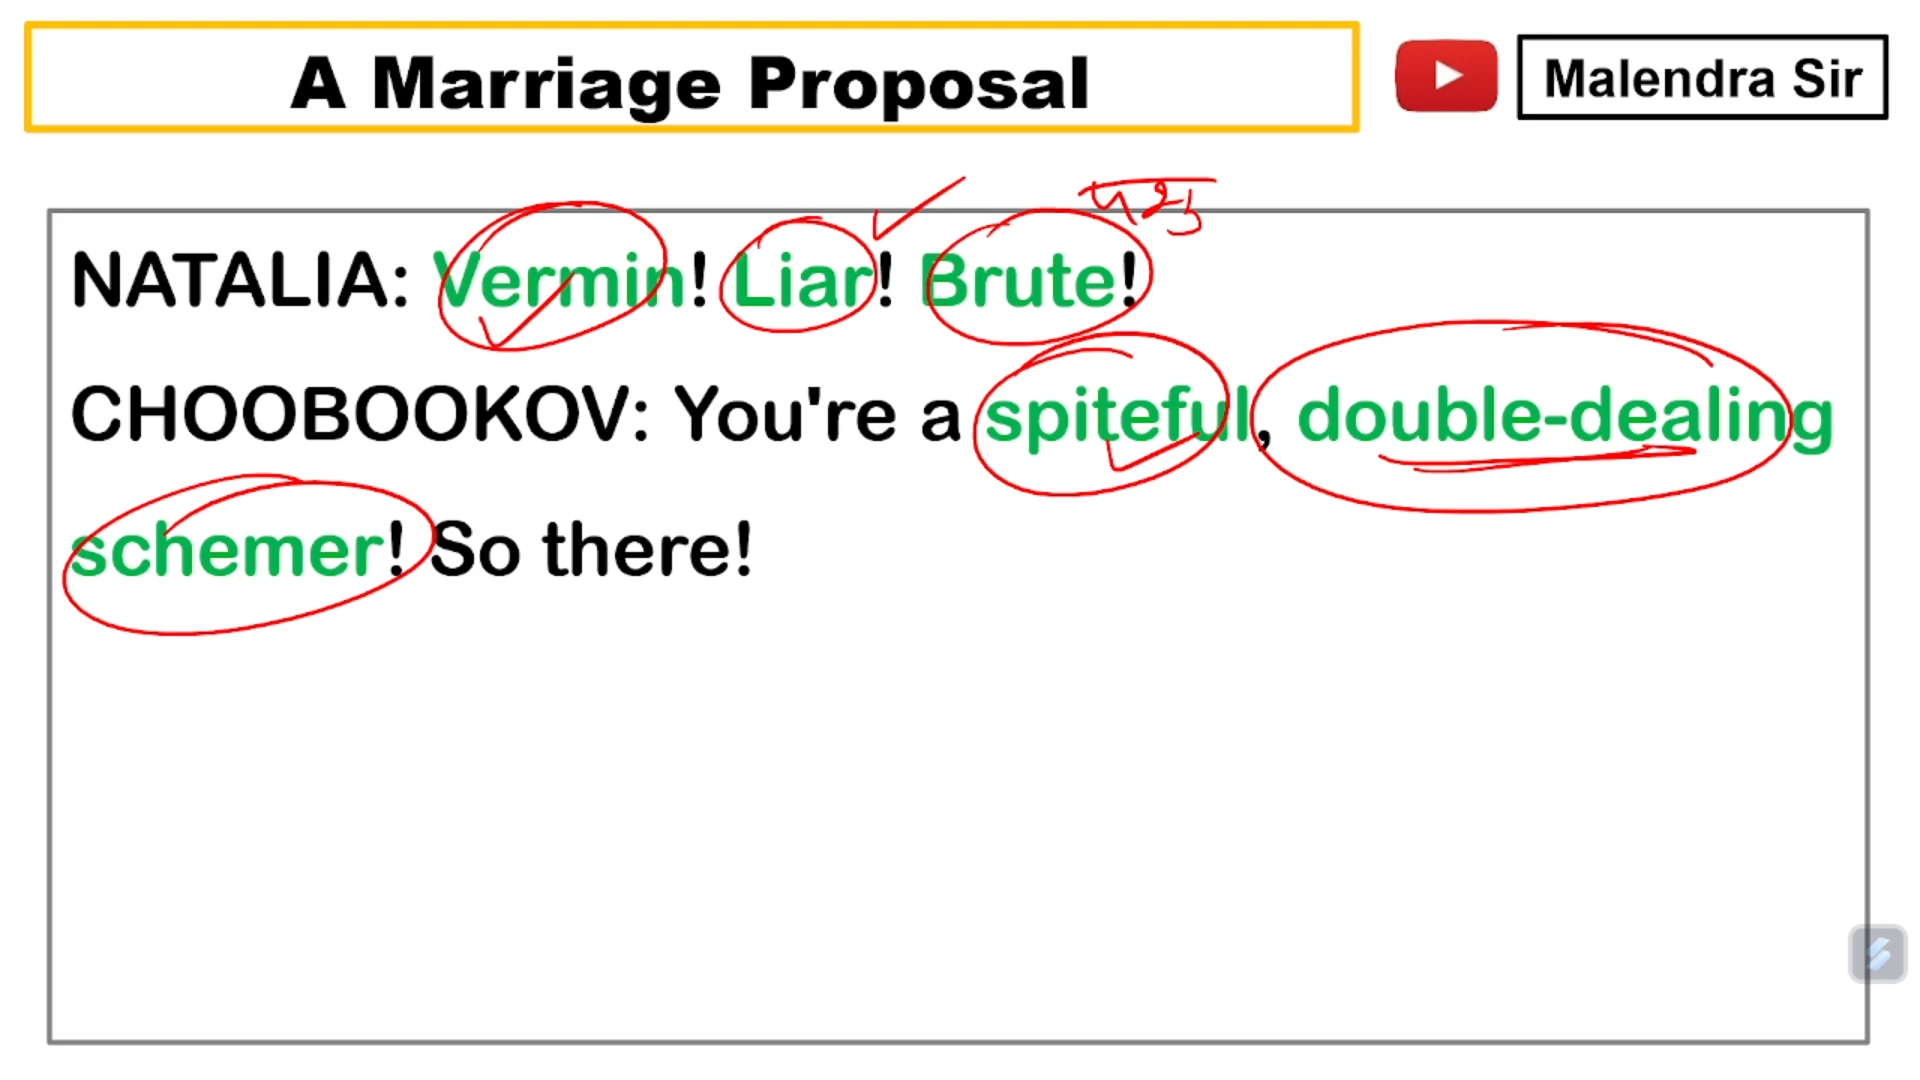 A Marriage Proposal
Malendra Sir
NATALIA: Vermin! Liar! Brute!
CHOOBOOKOV: You're a spiteful, double-dealing
schemer! So there!